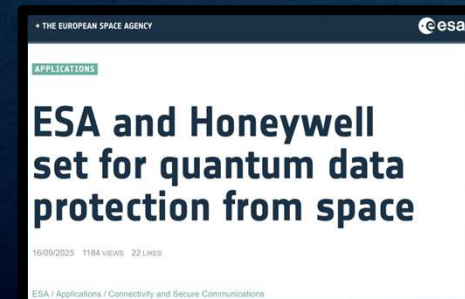 → THE EUROPEAN SPACE AGENCY
esa
APPLICATIONS
ESA and Honeywell
set for quantum data
protection from space
16/09/2025 1184 VIEWS 22 LIKES
ESA / Applications / Connectivity and Secure Communications